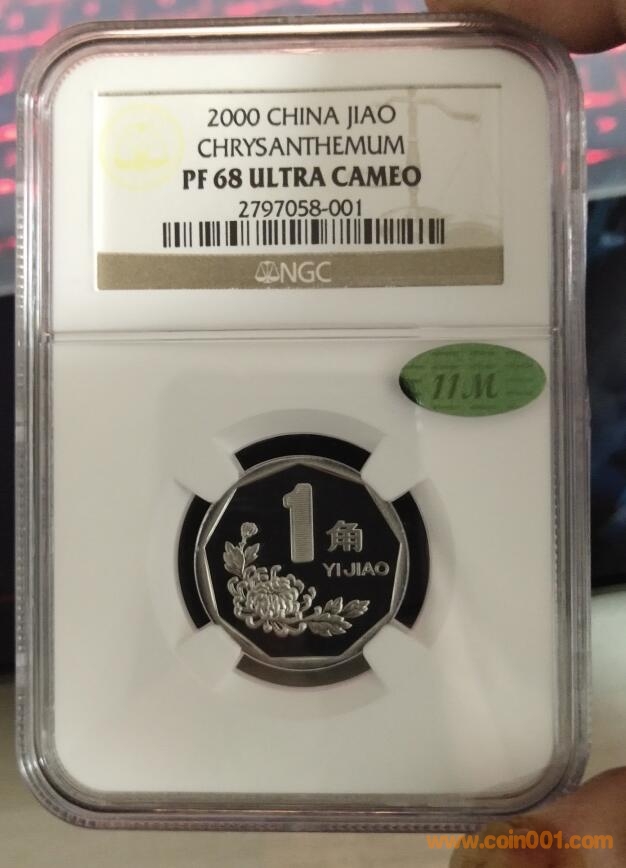 2000 CHINA JIAO
CHRYSANTHEMUM
PF 68 ULTRA CAMEO
2797058-001
NGC
11M
1角
YI JIAO
www.coin001.com